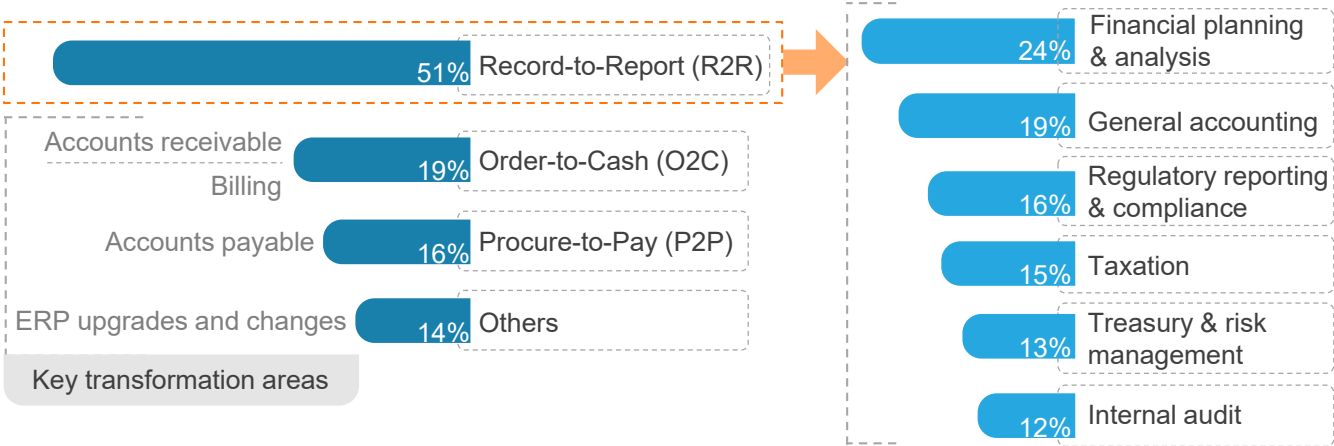 51%
Record-to-Report (R2R)
Accounts receivable
Billing
19%
Order-to-Cash (O2C)
Accounts payable
16%
Procure-to-Pay (P2P)
ERP upgrades and changes
14%
Others
Key transformation areas
24%
Financial planning
& analysis
19%
General accounting
16%
Regulatory reporting
& compliance
15%
Taxation
13%
Treasury & risk
management
12%
Internal audit